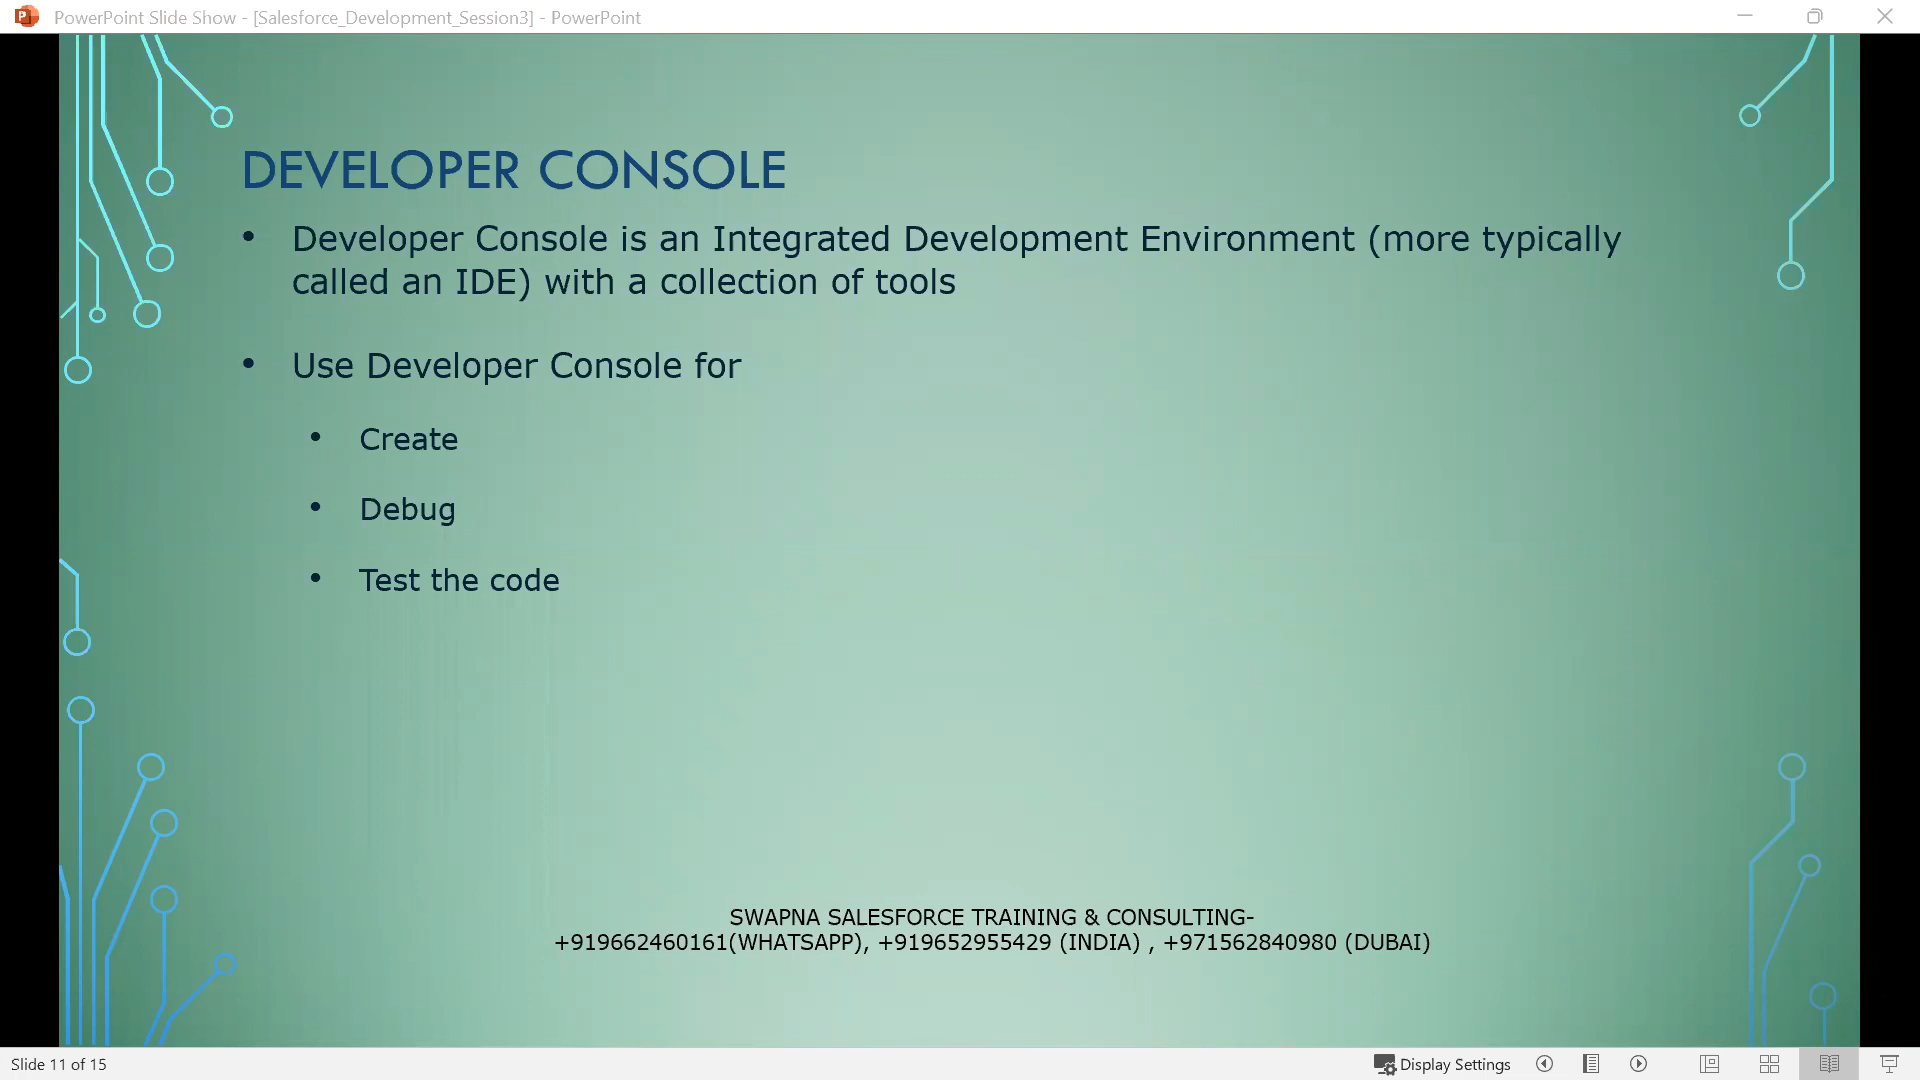 PowerPoint Slide Show - [Salesforce_Development_Session3] - PowerPoint
DEVELOPER CONSOLE
• Developer Console is an Integrated Development Environment (more typically
called an IDE) with a collection of tools
• Use Developer Console for
• Create
• Debug
• Test the code
SWAPNA SALESFORCE TRAINING & CONSULTING-
+919662460161(WHATSAPP), +919652955429 (INDIA) , +971562840980 (DUBAI)
Slide 11 of 15
Display Settings